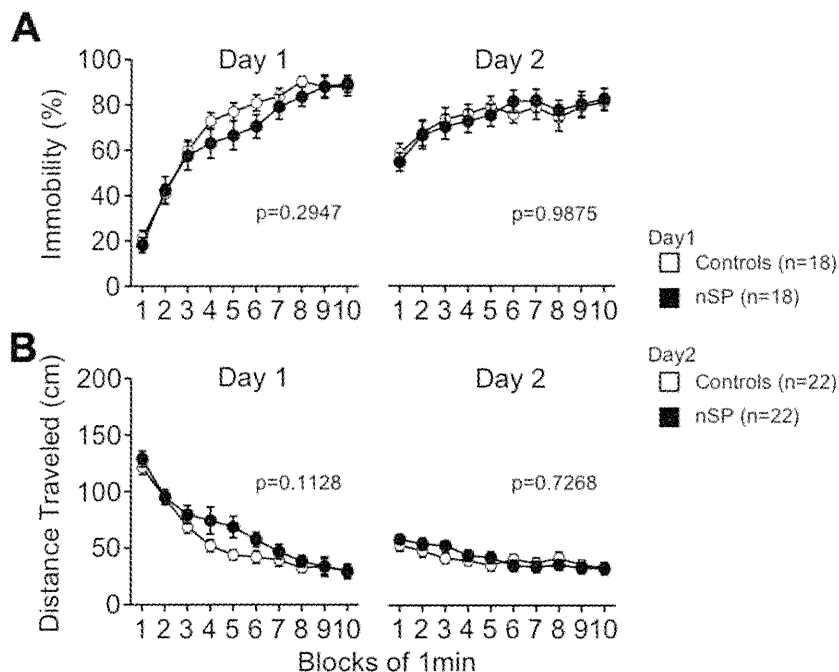 A
Day 1
Day 2
Immobility (%)
100
80
60
40
20
0
p=0.2947
p=0.9875
1 2 3 4 5 6 7 8 9 10
1 2 3 4 5 6 7 8 9 10
Day1
Controls (n=18)
nSP (n=18)
Day2
Controls (n=22)
nSP (n=22)
B
Day 1
Day 2
Distance Traveled (cm)
200
150
100
50
0
p=0.1128
p=0.7268
1 2 3 4 5 6 7 8 9 10
1 2 3 4 5 6 7 8 9 10
Blocks of 1min